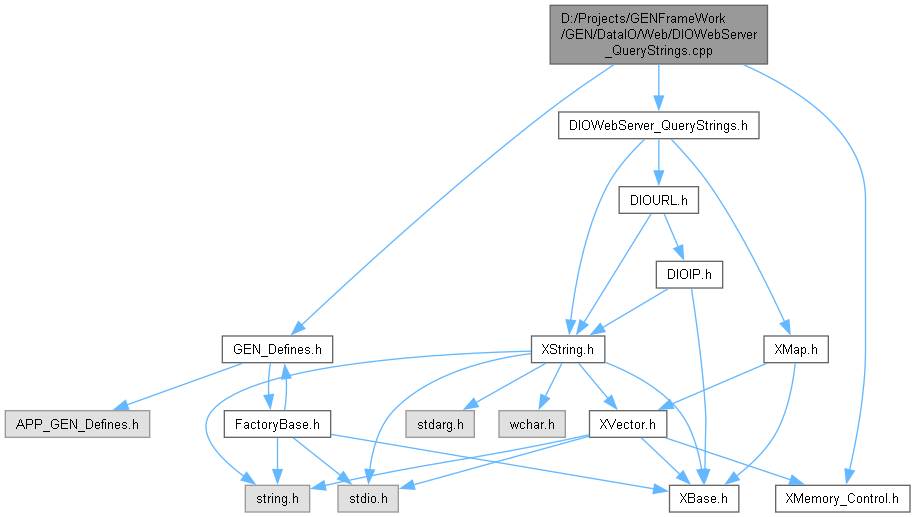 D:/Projects/GENFrameWork
/GEN/DataIO/Web/DIOWebServer
_QueryStrings.cpp
DIOWebServer_QueryStrings.h
DIOURL.h
DIOIP.h
GEN_Defines.h
XString.h
XMap.h
APP_GEN_Defines.h
FactoryBase.h
stdarg.h
wchar.h
XVector.h
string.h
stdio.h
XBase.h
XMemory_Control.h